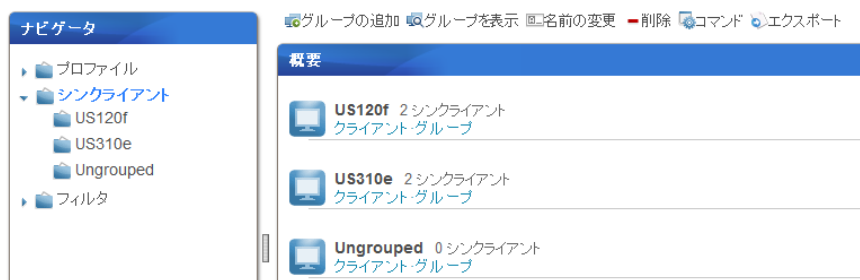 グループの追加 グループを表示 名前の変更 削除 コマンド エクスポート
ナビゲータ
プロファイル
シンクライアント
US120f
US310e
Ungrouped
フィルタ
概要
US120f 2 シンクライアント
クライアント・グループ
US310e 2 シンクライアント
クライアント・グループ
Ungrouped 0 シンクライアント
クライアント・グループ